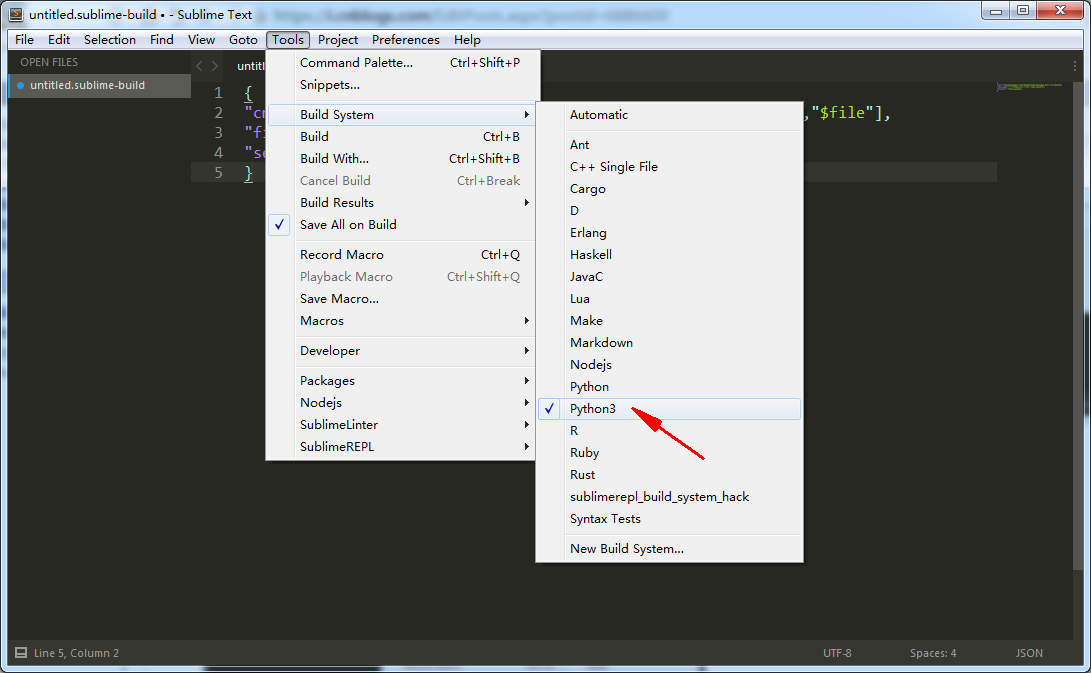 untitled.sublime-build • - Sublime Text
File Edit Selection Find View Goto Tools Project Preferences Help
OPEN FILES
untitled.sublime-build
untitl
1 {
2 "cm ,"$file"],
3 "fi
4 "se
5 }
Command Palette... Ctrl+Shift+P
Snippets...
Build System
Build Ctrl+B
Build With... Ctrl+Shift+B
Cancel Build Ctrl+Break
Build Results
Save All on Build
Record Macro Ctrl+Q
Playback Macro Ctrl+Shift+Q
Save Macro...
Macros
Developer
Packages
Nodejs
SublimeLinter
SublimeREPL
Automatic
Ant
C++ Single File
Cargo
D
Erlang
Haskell
JavaC
Lua
Make
Markdown
Nodejs
Python
Python3
R
Ruby
Rust
sublimerepl_build_system_hack
Syntax Tests
New Build System...
Line 5, Column 2 UTF-8 Spaces: 4 JSON